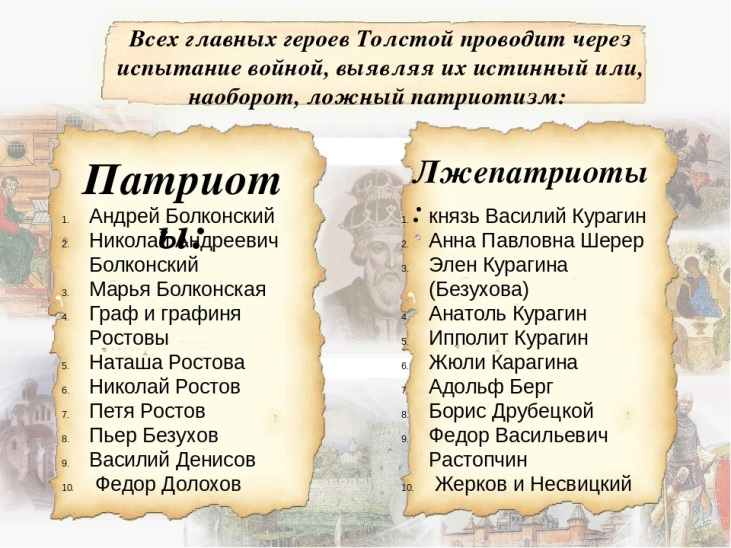 Всех главных героев Толстой проводит через
испытание войной, выявляя их истинный или,
наоборот, ложный патриотизм:
Патриот
ы:
1. Андрей Болконский
2. Николай Андреевич
Болконский
3. Марья Болконская
4. Граф и графиня
Ростовы
5. Наташа Ростова
6. Николай Ростов
7. Петя Ростов
8. Пьер Безухов
9. Василий Денисов
10. Федор Долохов
Лжепатриоты
:
1. князь Василий Курагин
2. Анна Павловна Шерер
3. Элен Курагина
(Безухова)
4. Анатоль Курагин
5. Ипполит Курагин
6. Жюли Карагина
7. Адольф Берг
8. Борис Друбецкой
9. Федор Васильевич
Растопчин
10. Жерков и Несвицкий